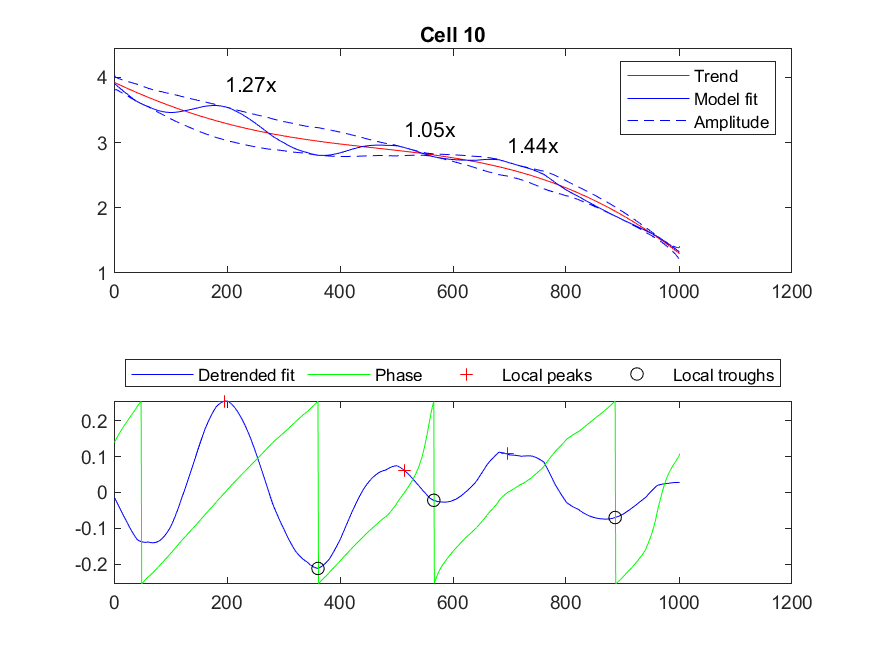 Cell 10
4
3
2
1
1.27x
1.05x
1.44x
Trend
Model fit
Amplitude
0 200 400 600 800 1000 1200
Detrended fit Phase Local peaks Local troughs
0.2
0.1
0
-0.1
-0.2
0 200 400 600 800 1000 1200